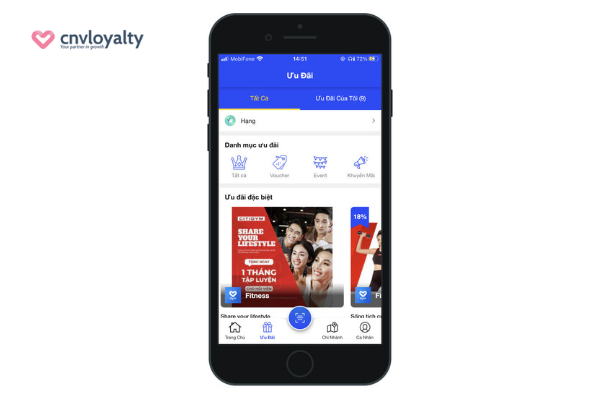 cnvloyalty
Your partner in growth
MobiFone
14:51
72%
Ưu Đãi
Tất Cả
Ưu Đãi Của Tôi (9)
Hạng
Danh mục ưu đãi
Tất cả
Voucher
Event
Khuyến Mãi
Ưu đãi đặc biệt
CITIGYM
SHARE
YOUR
LIFESTYLE
TẶNG NGAY
1 THÁNG
TẬP LUYỆN
Fitness
18%
Fi
Share your lifestyle
Sống tích c
Trang Chủ
Ưu Đãi
Chi Nhánh
Cá Nhân